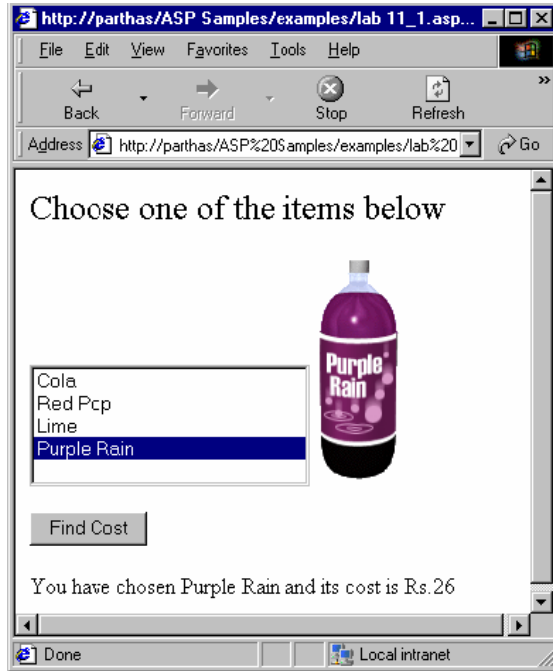 http://parthas/ASP Samples/examples/lab 11_1.asp...
File Edit View Favorites Tools Help
Back Forward Stop Refresh »
Address http://parthas/ASP%20Samples/examples/lab%20 Go
Choose one of the items below
Purple
Rain
Cola
Red Pop
Lime
Purple Rain
Find Cost
You have chosen Purple Rain and its cost is Rs.26
Done Local intranet